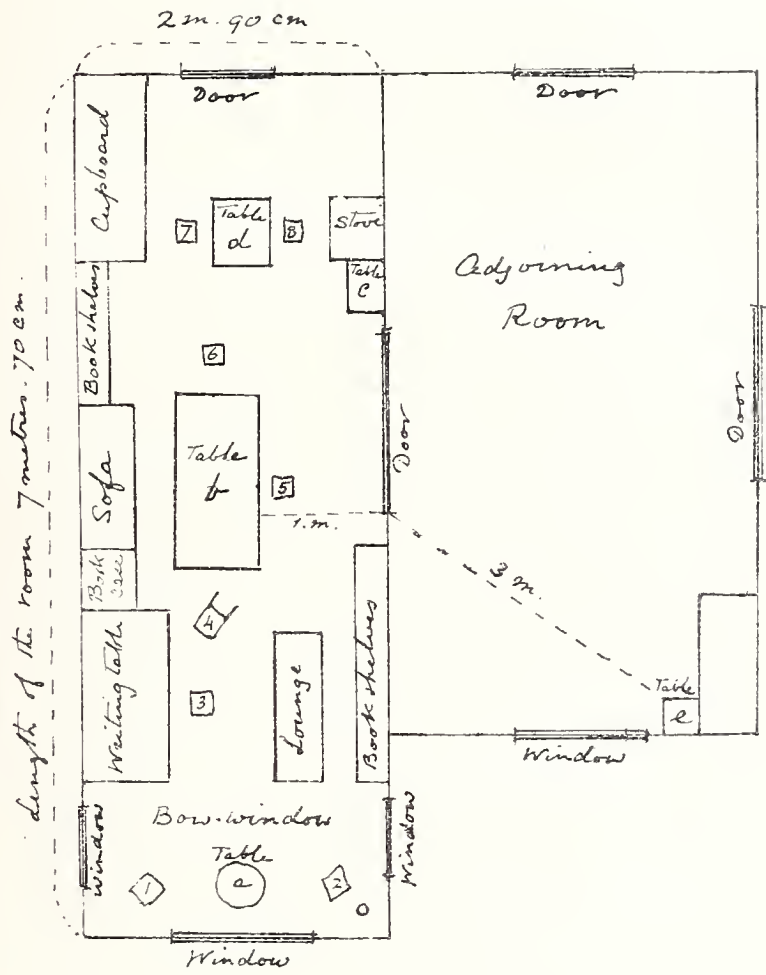 2 m. 90 cm
Door
Door
Cupboard
7
Table
d
8
Stove
Table
C
Adjoining
Room
Book shelves
6
Length of the room 7 metres. 70 cm.
Door
Door
Sofa
Table
b
5
1. m.
3 m.
Book
case
4
Writing table
3
Lounge
Book shelves
Table
e
Window
Bow-window
Window
Window
Table
1
a
2
Window